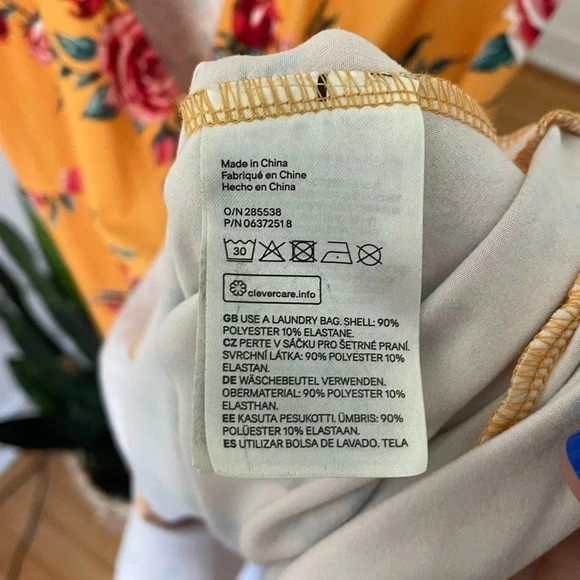 Made in China
Fabriqué en Chine
Hecho en China
O/N 285538
P/N 06372518
30
clevercare.info
GB USE A LAUNDRY BAG. SHELL: 90%
POLYESTER 10% ELASTANE.
CZ PERTE V SÁČKU PRO ŠETRNÉ PRANÍ.
SVRCHNÍ LÁTKA: 90% POLYESTER 10%
ELASTAN.
DE WÄSCHEBEUTEL VERWENDEN.
OBERMATERIAL: 90% POLYESTER 10%
ELASTHAN.
EE KASUTA PESUKOTTI. ÜMBRIS: 90%
POLÜESTER 10% ELASTAAN.
ES UTILIZAR BOLSA DE LAVADO. TELA